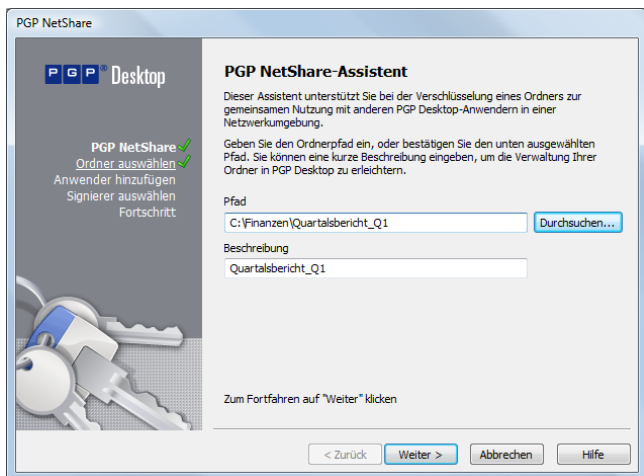 PGP NetShare
PGP® Desktop
PGP NetShare
Ordner auswählen
Anwender hinzufügen
Signierer auswählen
Fortschritt
PGP NetShare-Assistent
Dieser Assistent unterstützt Sie bei der Verschlüsselung eines Ordners zur
gemeinsamen Nutzung mit anderen PGP Desktop-Anwendern in einer
Netzwerkumgebung.
Geben Sie den Ordnerpfad ein, oder bestätigen Sie den unten ausgewählten
Pfad. Sie können eine kurze Beschreibung eingeben, um die Verwaltung Ihrer
Ordner in PGP Desktop zu erleichtern.
Pfad
C:\Finanzen\Quartalsbericht_Q1
Durchsuchen...
Beschreibung
Quartalsbericht_Q1
Zum Fortfahren auf "Weiter" klicken
< Zurück
Weiter >
Abbrechen
Hilfe